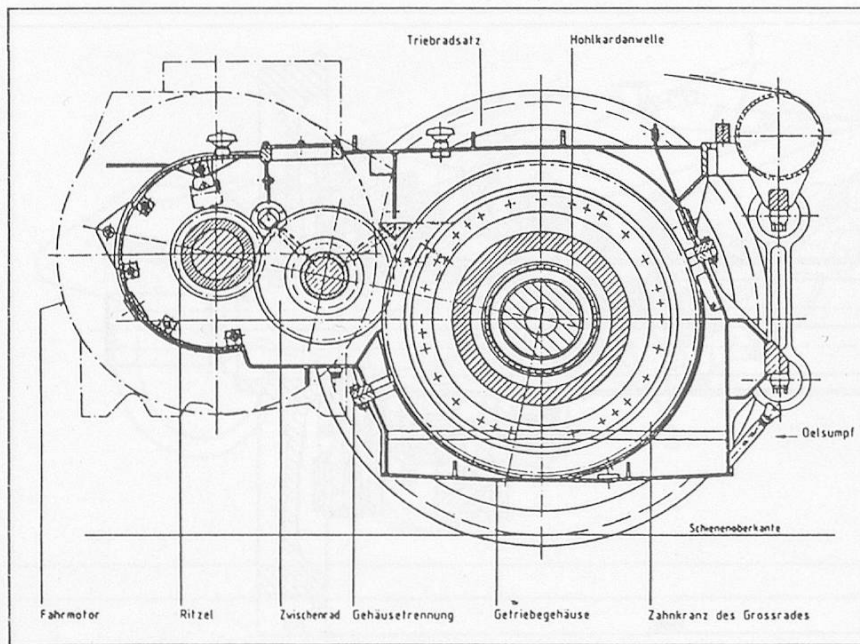 Triebradsatz
Hohlkardanwelle
Oelsumpf
Schienenoberkante
Fahrmotor
Ritzel
Zwischenrad
Gehäusetrennung
Getriebegehäuse
Zahnkranz des Grossrades